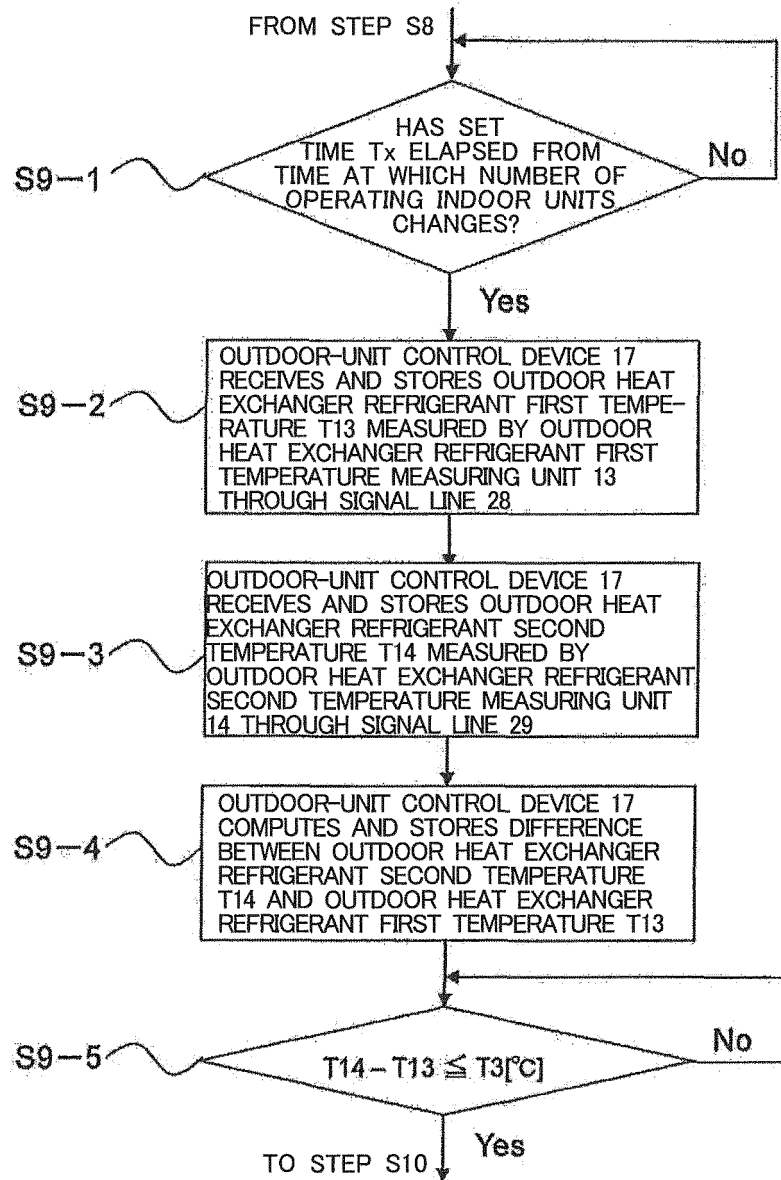 FROM STEP S8
S9-1
HAS SET
TIME Tx ELAPSED FROM
TIME AT WHICH NUMBER OF
OPERATING INDOOR UNITS
CHANGES?
No
Yes
S9-2
OUTDOOR-UNIT CONTROL DEVICE 17
RECEIVES AND STORES OUTDOOR HEAT
EXCHANGER REFRIGERANT FIRST TEMPE-
RATURE T13 MEASURED BY OUTDOOR
HEAT EXCHANGER REFRIGERANT FIRST
TEMPERATURE MEASURING UNIT 13
THROUGH SIGNAL LINE 28
S9-3
OUTDOOR-UNIT CONTROL DEVICE 17
RECEIVES AND STORES OUTDOOR HEAT
EXCHANGER REFRIGERANT SECOND
TEMPERATURE T14 MEASURED BY
OUTDOOR HEAT EXCHANGER REFRIGERANT
SECOND TEMPERATURE MEASURING UNIT
14 THROUGH SIGNAL LINE 29
S9-4
OUTDOOR-UNIT CONTROL DEVICE 17
COMPUTES AND STORES DIFFERENCE
BETWEEN OUTDOOR HEAT EXCHANGER
REFRIGERANT SECOND TEMPERATURE
T14 AND OUTDOOR HEAT EXCHANGER
REFRIGERANT FIRST TEMPERATURE T13
S9-5
T14-T13 ≦ T3[℃]
No
Yes
TO STEP S10